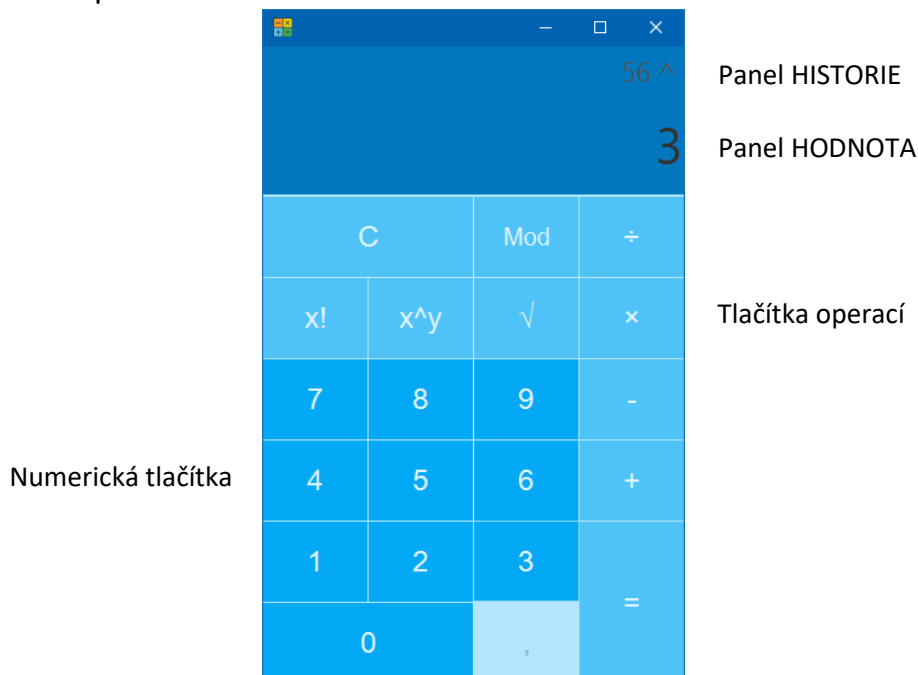 56 ^
Panel HISTORIE
3
Panel HODNOTA
C
Mod
÷
x!
x^y
√
×
Tlačítka operací
7
8
9
-
Numerická tlačítka
4
5
6
+
1
2
3
=
0
,